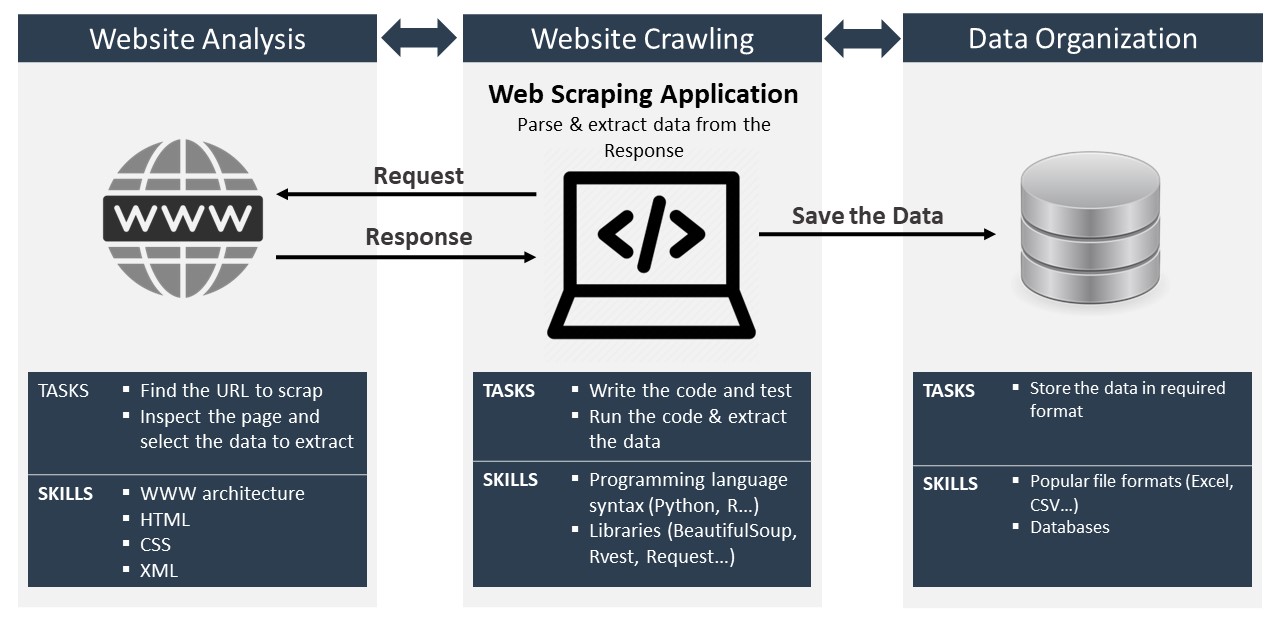 Website Analysis
Website Crawling
Data Organization
Web Scraping Application
Parse & extract data from the
Response
Request
Response
WWW
</>
Save the Data
TASKS
▪ Find the URL to scrap
▪ Inspect the page and
select the data to extract
SKILLS
▪ WWW architecture
▪ HTML
▪ CSS
▪ XML
TASKS
▪ Write the code and test
▪ Run the code & extract
the data
SKILLS
▪ Programming language
syntax (Python, R...)
▪ Libraries (BeautifulSoup,
Rvest, Request...)
TASKS
▪ Store the data in required
format
SKILLS
▪ Popular file formats (Excel,
CSV...)
▪ Databases